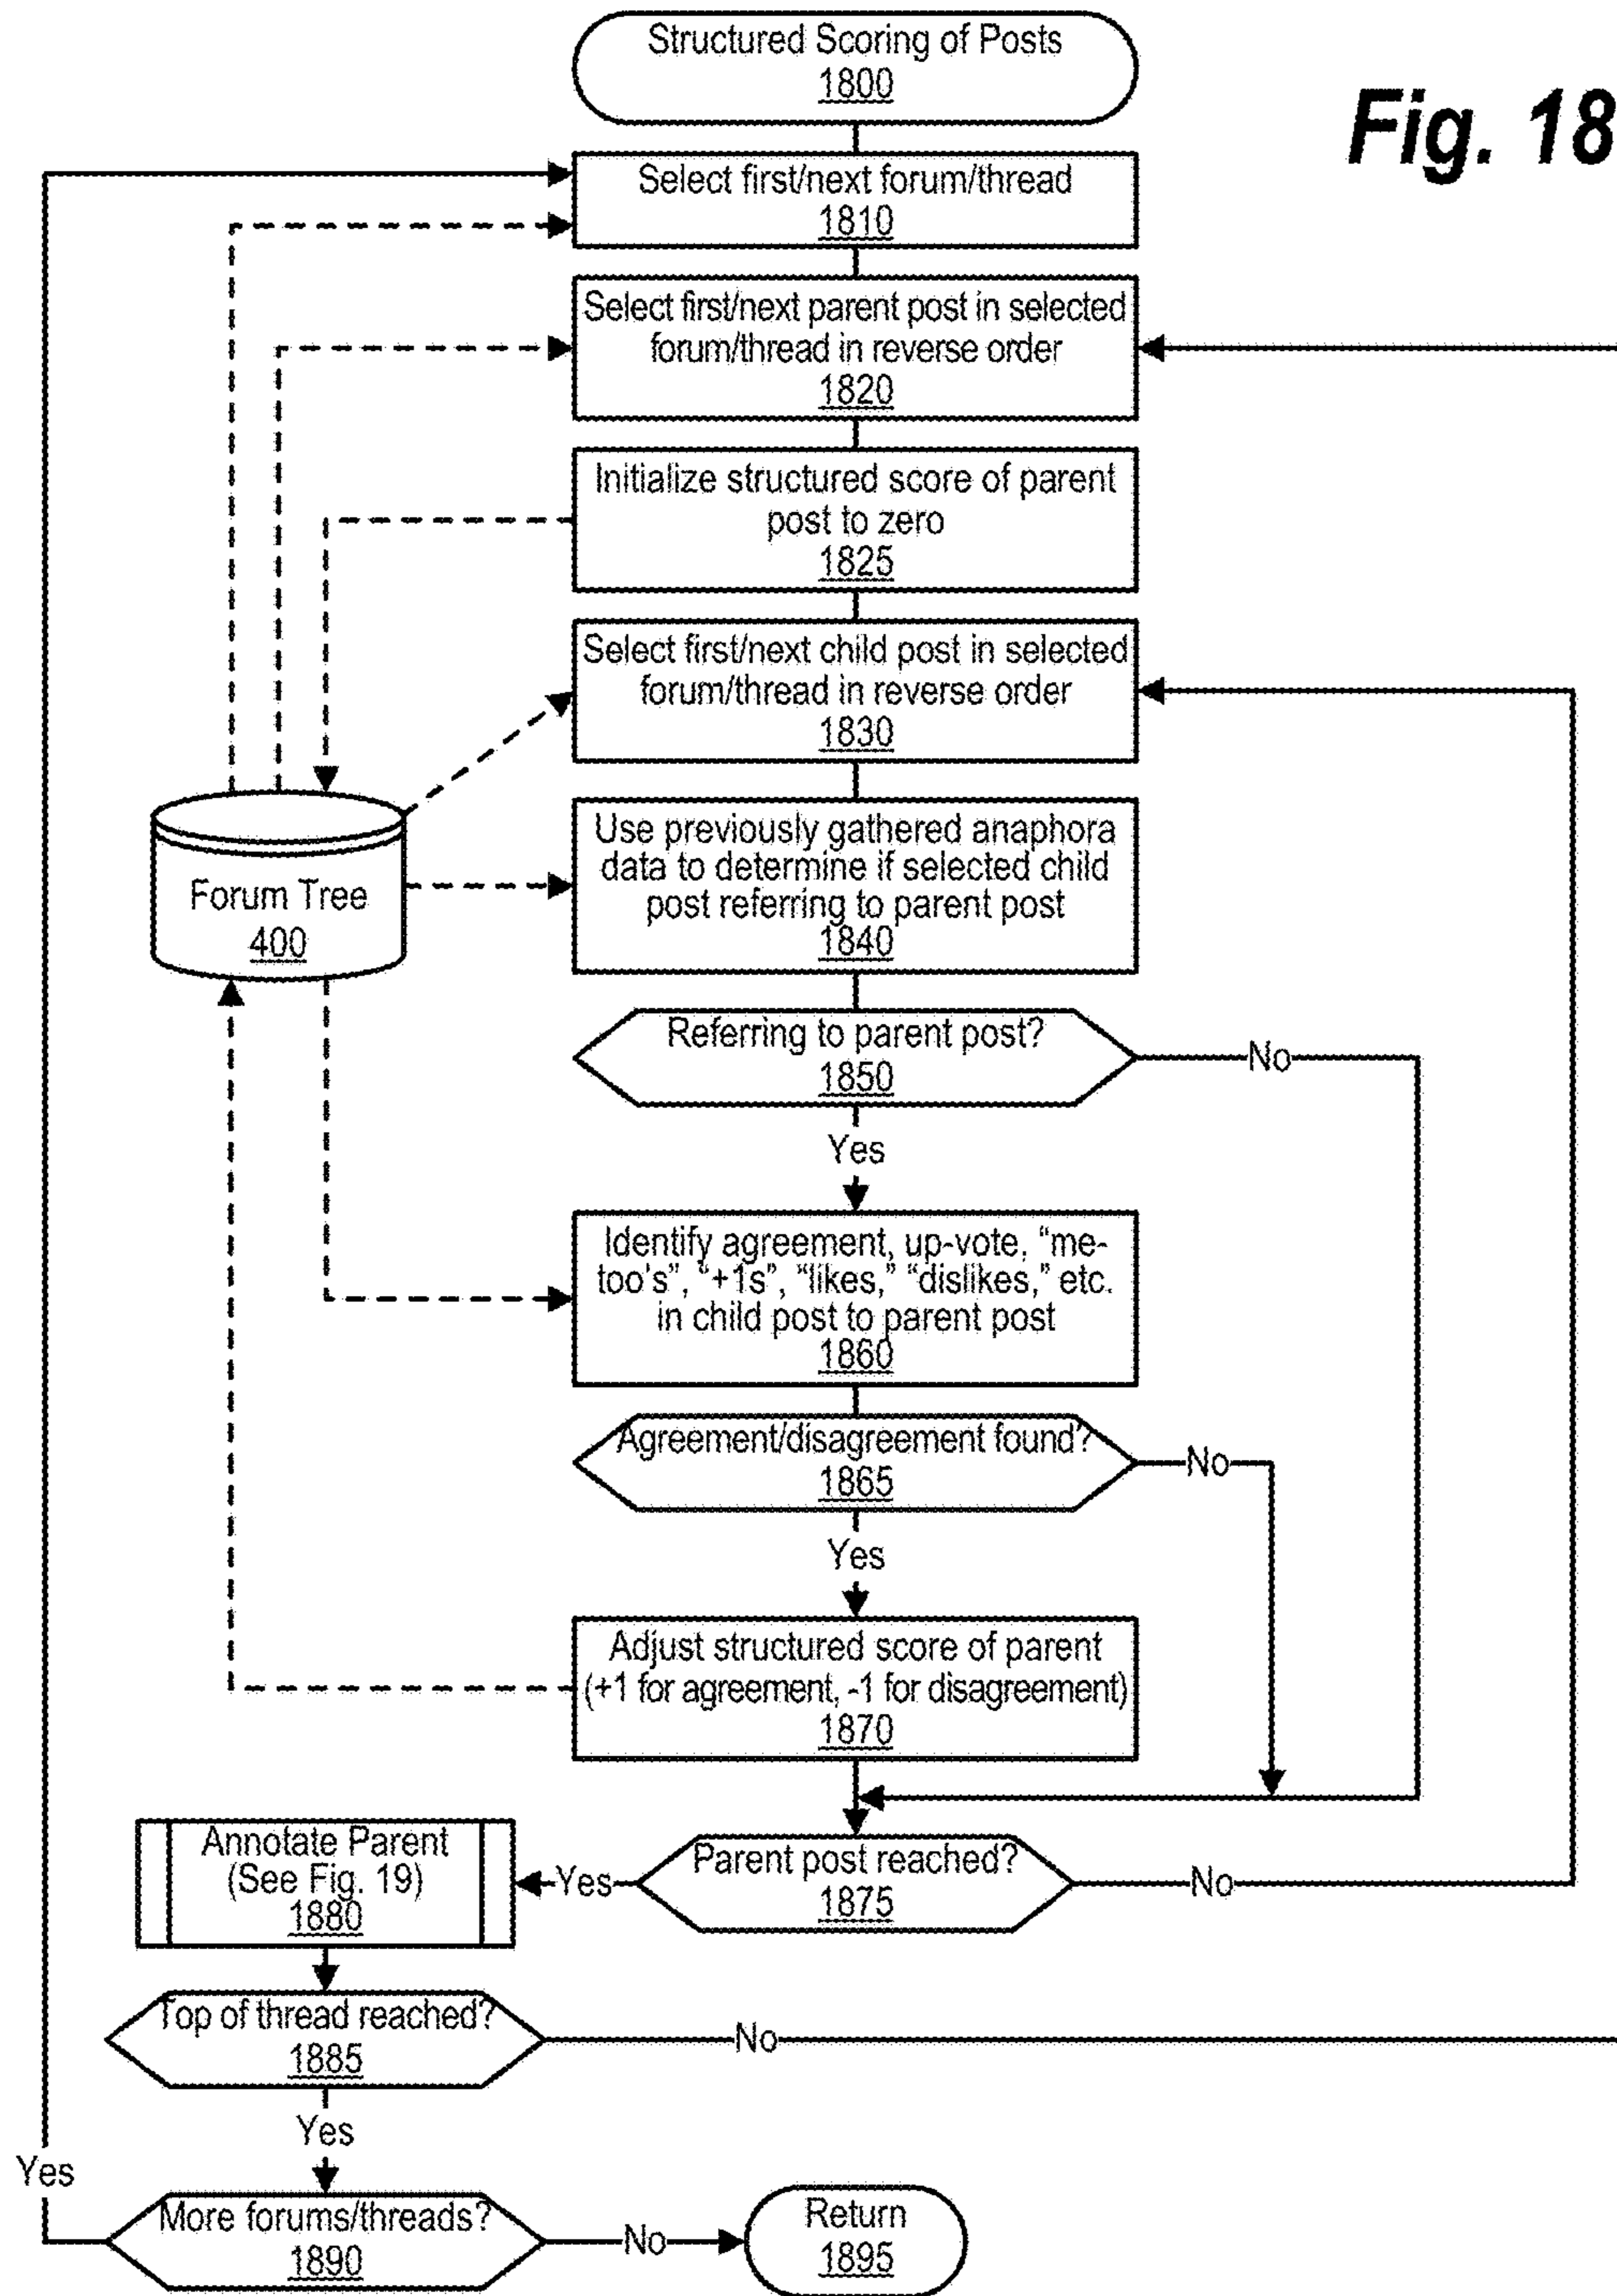 Structured Scoring of Posts
1800
Fig. 18
Select first/next forum/thread
1810
Select first/next parent post in selected
forum/thread in reverse order
1820
Initialize structured score of parent
post to zero
1825
Select first/next child post in selected
forum/thread in reverse order
1830
Use previously gathered anaphora
data to determine if selected child
post referring to parent post
1840
Forum Tree
400
Referring to parent post?
1850
No
Yes
Identify agreement, up-vote, “me-
too's”, “+1s”, “likes,” “dislikes,” etc.
in child post to parent post
1860
Agreement/disagreement found?
1865
No
Yes
Adjust structured score of parent
(+1 for agreement, -1 for disagreement)
1870
Parent post reached?
1875
No
Yes
Annotate Parent
(See Fig. 19)
1880
Top of thread reached?
1885
No
Yes
Yes
More forums/threads?
1890
No
Return
1895